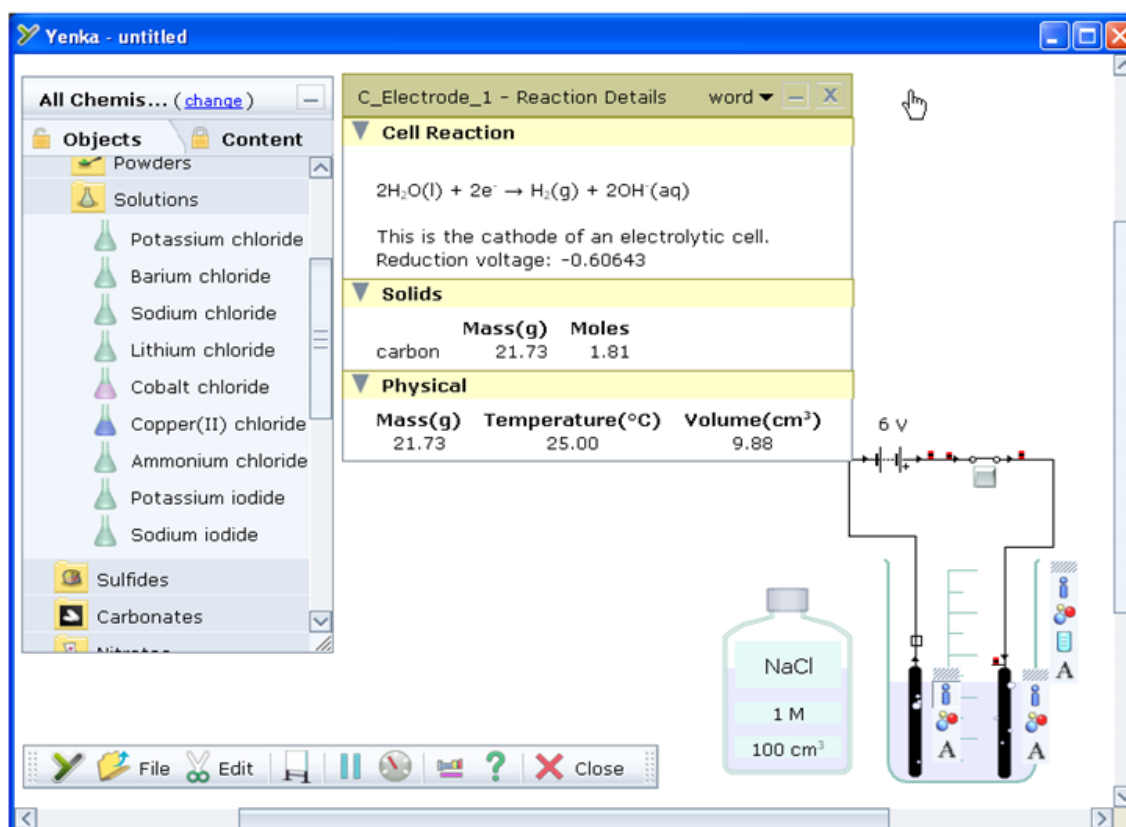 Yenka - untitled
All Chemis... (change)
Objects Content
Powders
Solutions
Potassium chloride
Barium chloride
Sodium chloride
Lithium chloride
Cobalt chloride
Copper(II) chloride
Ammonium chloride
Potassium iodide
Sodium iodide
Sulfides
Carbonates
Nitrates
C_Electrode_1 - Reaction Details word
Cell Reaction
2H₂O(l) + 2e⁻ → H₂(g) + 2OH⁻(aq)
This is the cathode of an electrolytic cell.
Reduction voltage: -0.60643
Solids
Mass(g) Moles
carbon 21.73 1.81
Physical
Mass(g) Temperature(°C) Volume(cm³)
21.73 25.00 9.88
6 V
+
NaCl
1 M
100 cm³
A
A
A
File Edit ? Close